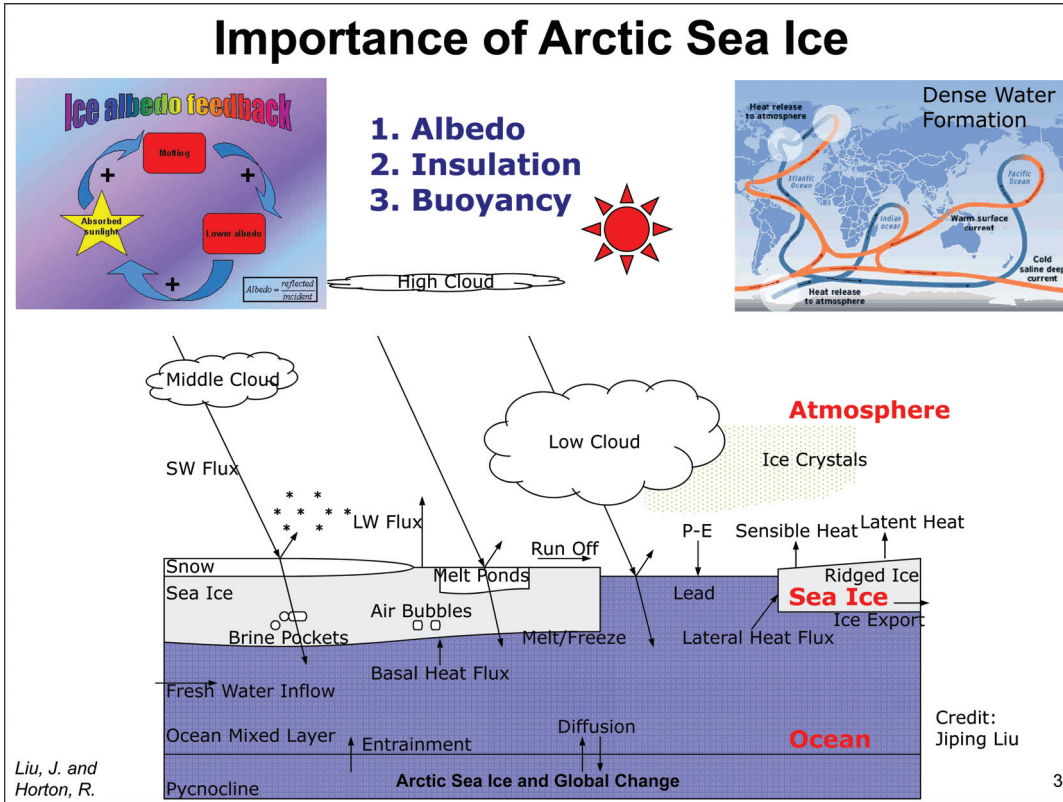 Importance of Arctic Sea Ice
Ice albedo feedback
Melting
+
+
Absorbed
sunlight
Lower albedo
+
Albedo = reflected
incident
1. Albedo
2. Insulation
3. Buoyancy
Dense Water
Formation
Heat release
to atmosphere
Atlantic
Ocean
Pacific
Ocean
Indian
ocean
Warm surface
current
Cold
saline deep
current
Heat release
to atmosphere
High Cloud
Middle Cloud
Low Cloud
Atmosphere
Ice Crystals
SW Flux
LW Flux
Run Off
P-E
Sensible Heat
Latent Heat
Snow
Melt Ponds
Ridged Ice
Sea Ice
Lead
Sea Ice
Air Bubbles
Ice Export
Brine Pockets
Melt/Freeze
Lateral Heat Flux
Basal Heat Flux
Fresh Water Inflow
Diffusion
Ocean Mixed Layer
Entrainment
Ocean
Credit:
Jiping Liu
Liu, J. and
Horton, R.
Pycnocline
Arctic Sea Ice and Global Change
3